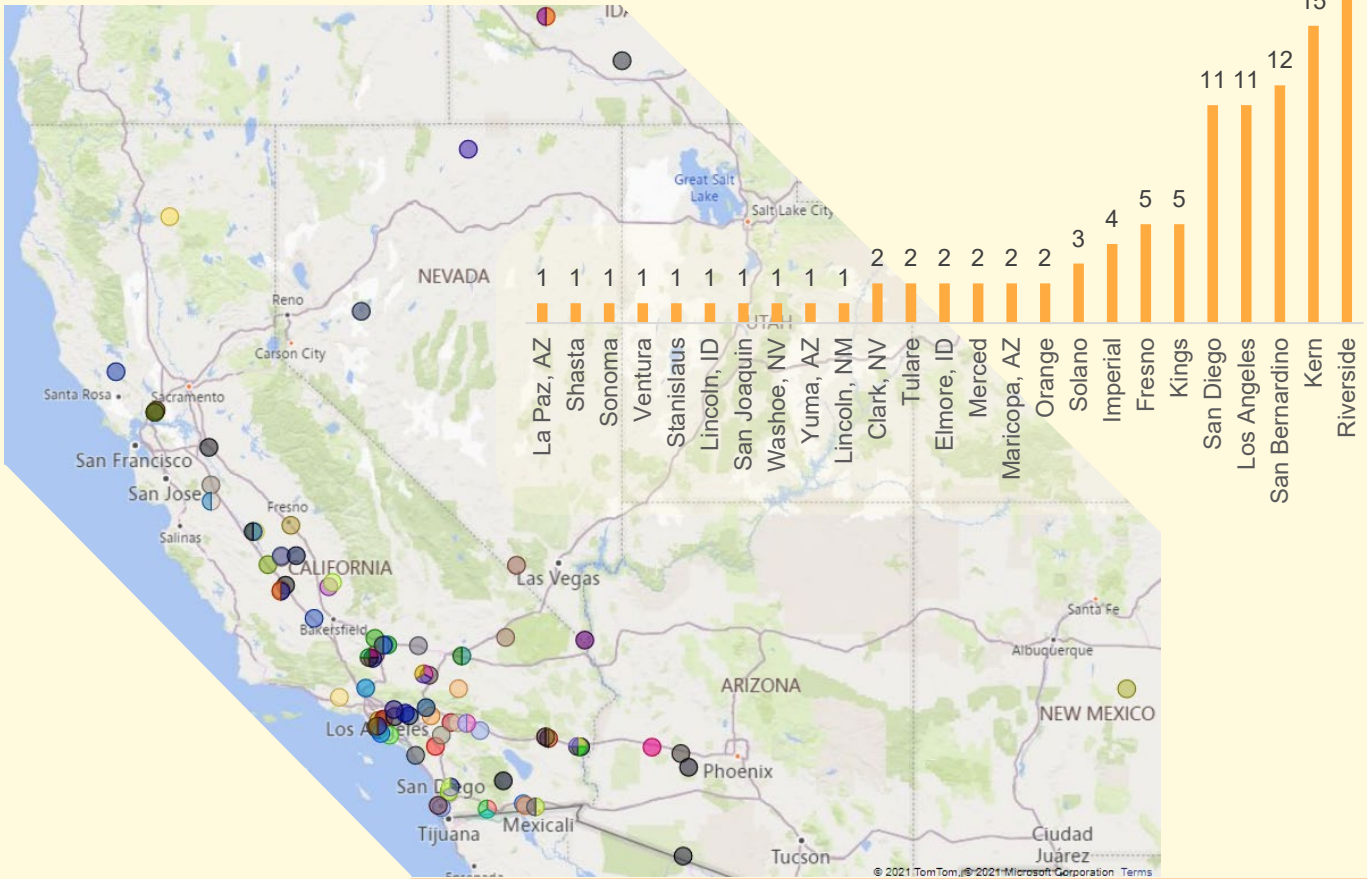 15
12
11 11
5 5
4
3
2 2 2 2 2 2
1 1 1 1 1 1 1 1 1 1
La Paz, AZ
Shasta
Sonoma
Ventura
Stanislaus
Lincoln, ID
San Joaquin
Washoe, NV
Yuma, AZ
Lincoln, NM
Clark, NV
Tulare
Elmore, ID
Merced
Maricopa, AZ
Orange
Solano
Imperial
Fresno
Kings
San Diego
Los Angeles
San Bernardino
Kern
Riverside
Great Salt
Lake
Salt Lake City
NEVADA
Reno
UTAH
Carson City
Santa Rosa
Sacramento
San Francisco
San Jose
Fresno
Salinas
CALIFORNIA
Las Vegas
Santa Fe
Bakersfield
Albuquerque
ARIZONA
NEW MEXICO
Los Angeles
Phoenix
San Diego
Tijuana
Mexicali
Tucson
Ciudad
Juárez
© 2021 TomTom, © 2021 Microsoft Corporation Terms